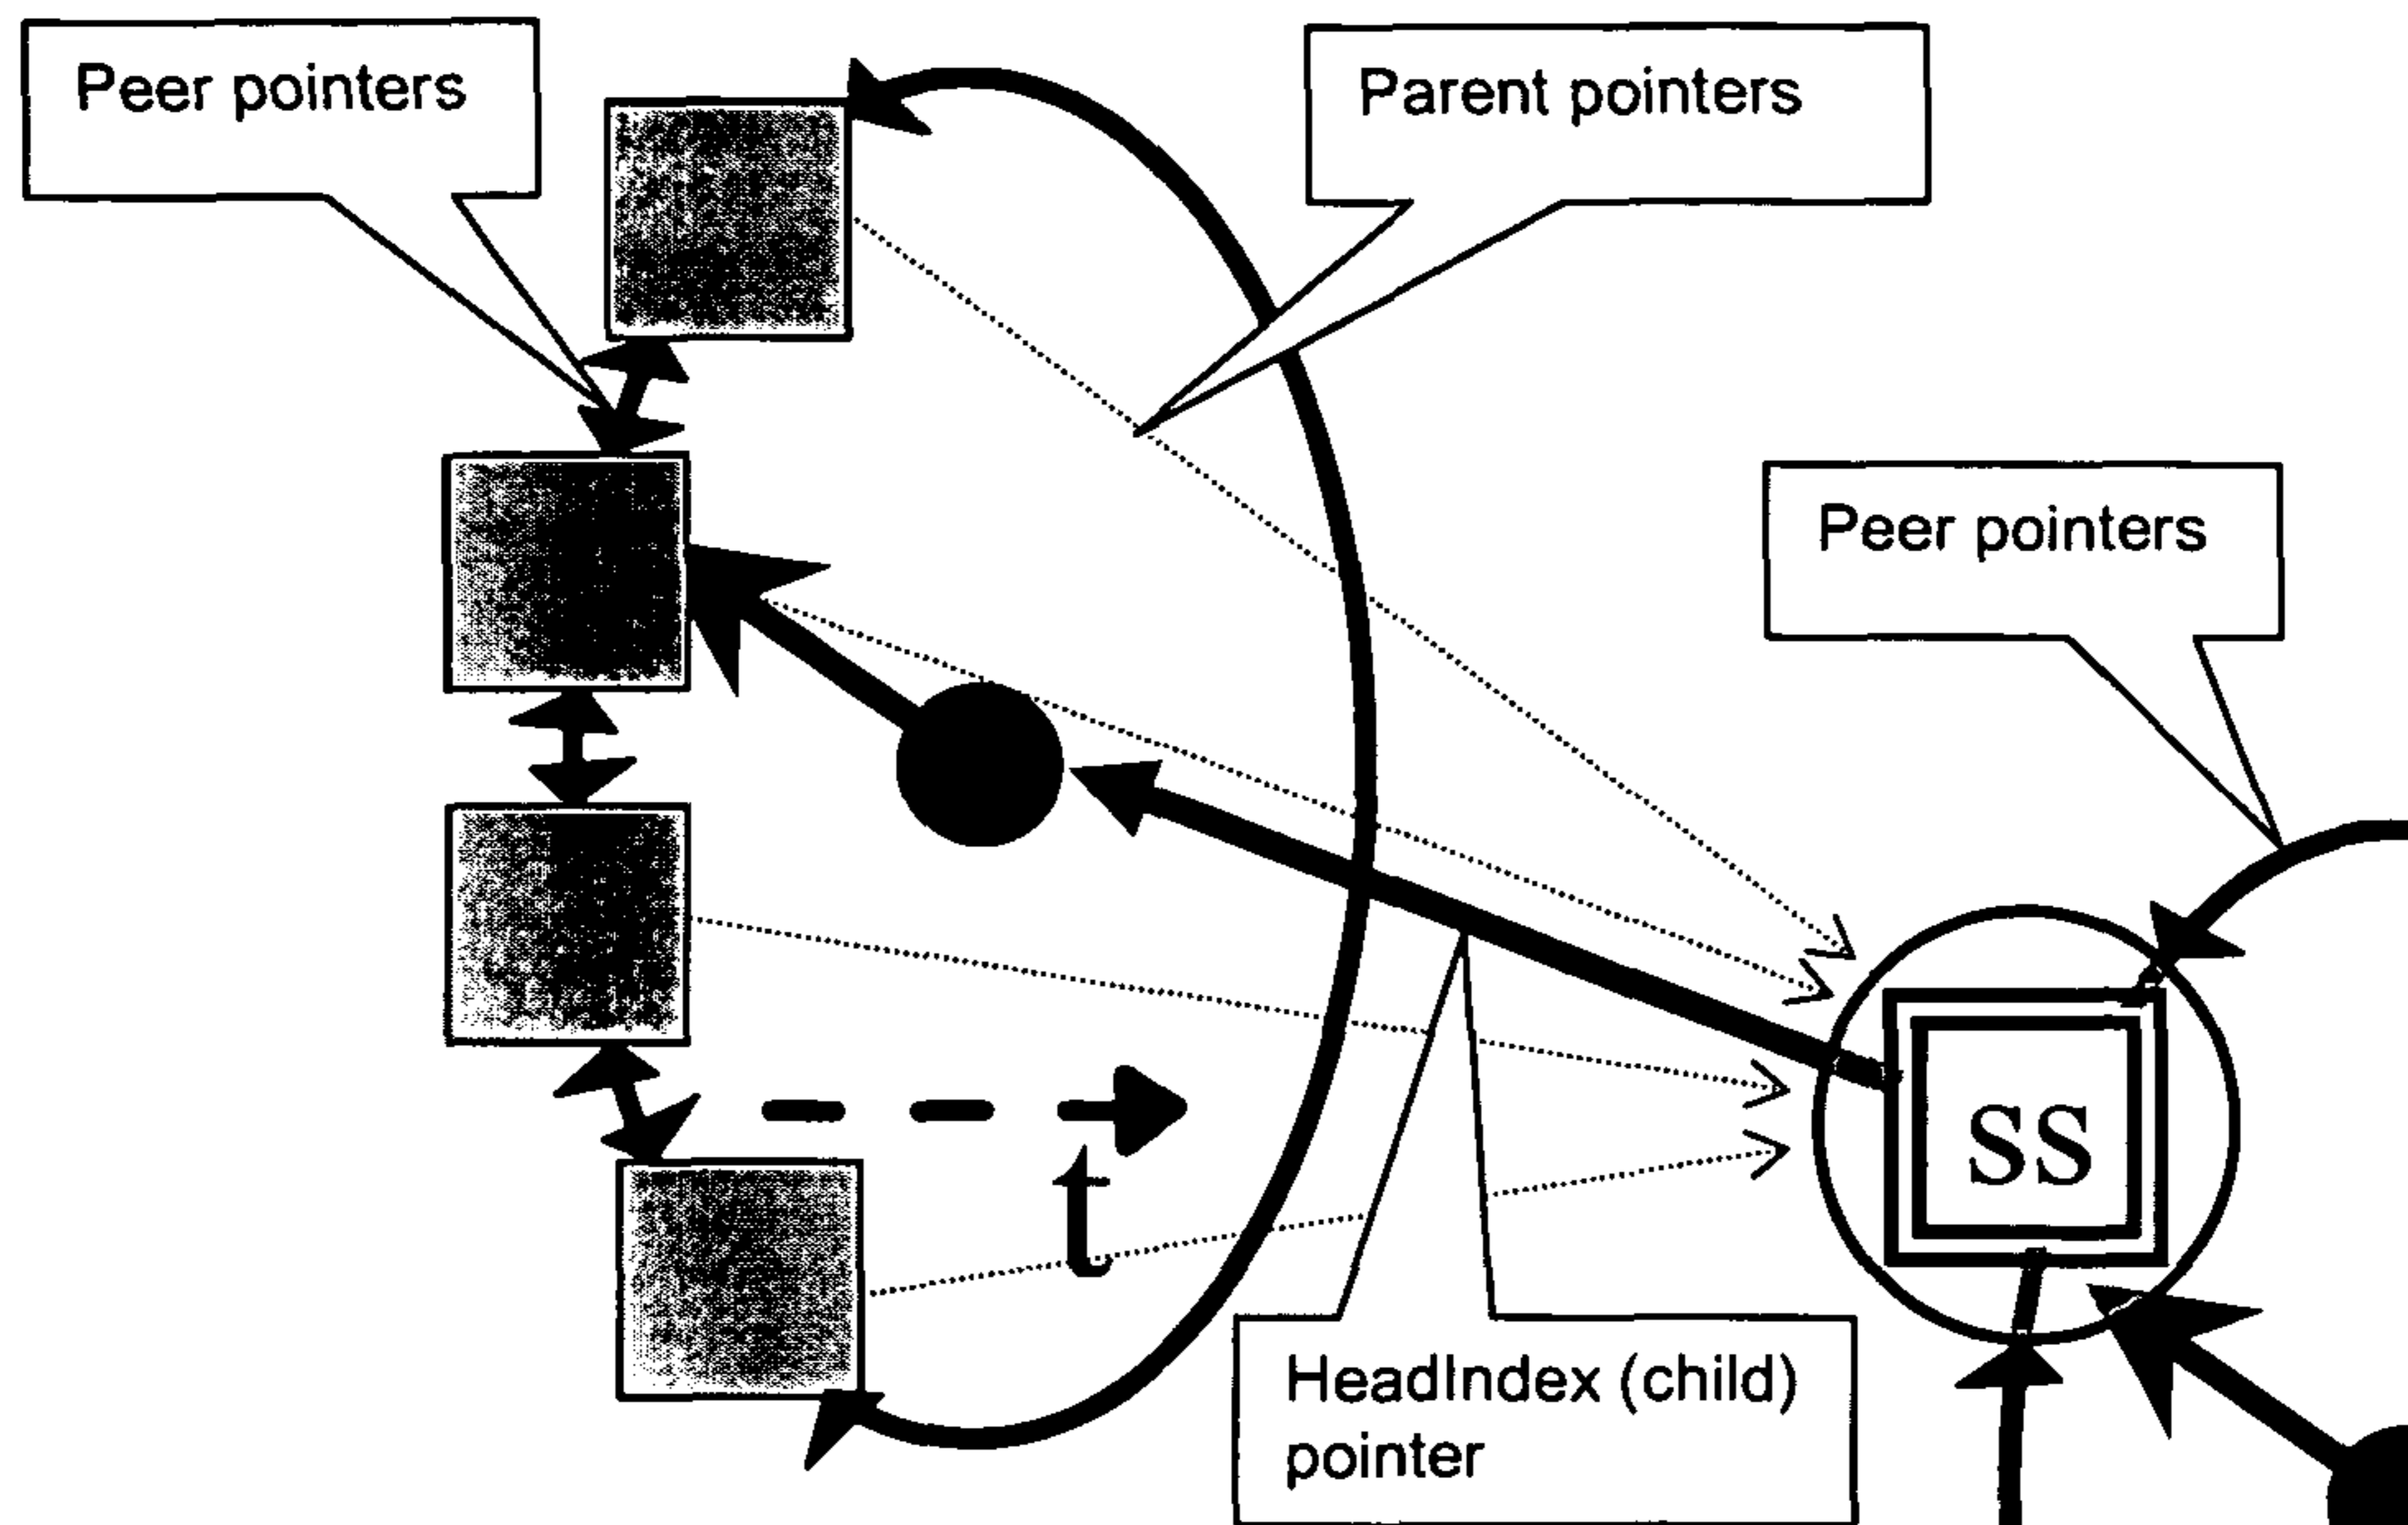 Peer pointers
Parent pointers
Peer pointers
t
SS
HeadIndex (child)
pointer